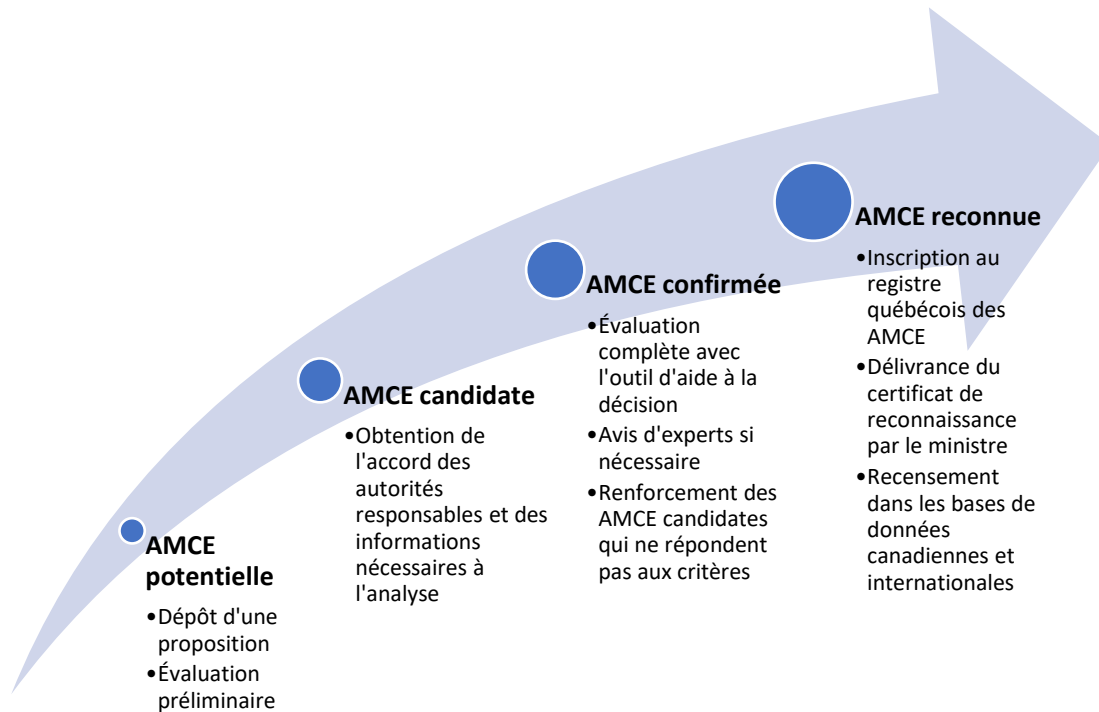 AMCE
potentielle
•Dépôt d'une
proposition
•Évaluation
préliminaire
AMCE candidate
•Obtention de
l'accord des
autorités
responsables et des
informations
nécessaires à
l'analyse
AMCE confirmée
•Évaluation
complète avec
l'outil d'aide à la
décision
•Avis d'experts si
nécessaire
•Renforcement des
AMCE candidates
qui ne répondent
pas aux critères
AMCE reconnue
•Inscription au
registre
québécois des
AMCE
•Délivrance du
certificat de
reconnaissance
par le ministre
•Recensement
dans les bases de
données
canadiennes et
internationales